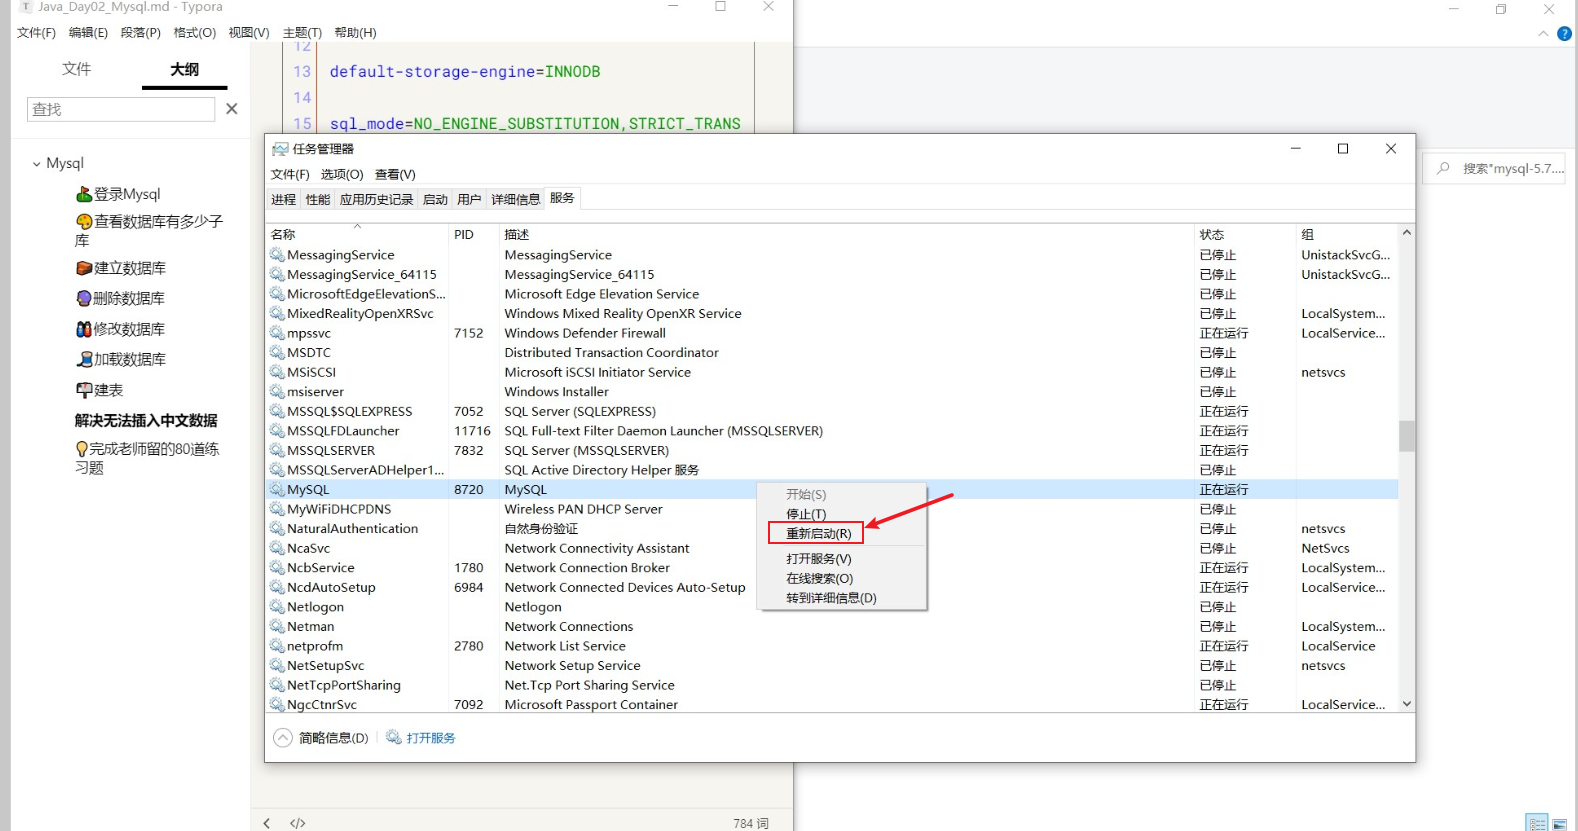 Java_Day02_Mysql.md - Typora
文件(F) 编辑(E) 段落(P) 格式(O) 视图(V) 主题(T) 帮助(H)
文件 大纲
查找
Mysql
登录Mysql
查看数据库有多少子
库
建立数据库
删除数据库
修改数据库
加载数据库
建表
解决无法插入中文数据
完成老师留的80道练
习题
12
13 default-storage-engine=INNODB
14
15 sql_mode=NO_ENGINE_SUBSTITUTION,STRICT_TRANS
搜索"mysql-5.7....
任务管理器
文件(F) 选项(O) 查看(V)
进程 性能 应用历史记录 启动 用户 详细信息 服务
名称 PID 描述 状态 组
MessagingService MessagingService 已停止 UnistackSvcG...
MessagingService_64115 MessagingService_64115 已停止 UnistackSvcG...
MicrosoftEdgeElevationS... Microsoft Edge Elevation Service 已停止
MixedRealityOpenXRSvc Windows Mixed Reality OpenXR Service 已停止 LocalSystem...
mpssvc 7152 Windows Defender Firewall 正在运行 LocalService...
MSDTC Distributed Transaction Coordinator 已停止
MSiSCSI Microsoft iSCSI Initiator Service 已停止 netsvcs
msiserver Windows Installer 已停止
MSSQL$SQLEXPRESS 7052 SQL Server (SQLEXPRESS) 正在运行
MSSQLFDLauncher 11716 SQL Full-text Filter Daemon Launcher (MSSQLSERVER) 正在运行
MSSQLSERVER 7832 SQL Server (MSSQLSERVER) 正在运行
MSSQLServerADHelper1... SQL Active Directory Helper 服务 已停止
MySQL 8720 MySQL 正在运行
MyWiFiDHCPDNS Wireless PAN DHCP Server 已停止
NaturalAuthentication 自然身份验证 已停止 netsvcs
NcaSvc Network Connectivity Assistant 已停止 NetSvcs
NcbService 1780 Network Connection Broker 正在运行 LocalSystem...
NcdAutoSetup 6984 Network Connected Devices Auto-Setup 正在运行 LocalService...
Netlogon Netlogon 已停止
Netman Network Connections 已停止 LocalSystem...
netprofm 2780 Network List Service 正在运行 LocalService
NetSetupSvc Network Setup Service 已停止 netsvcs
NetTcpPortSharing Net.Tcp Port Sharing Service 已停止
NgcCtnrSvc 7092 Microsoft Passport Container 正在运行 LocalService...
开始(S)
停止(T)
重新启动(R)
打开服务(V)
在线搜索(O)
转到详细信息(D)
简略信息(D) 打开服务
</> 784 词